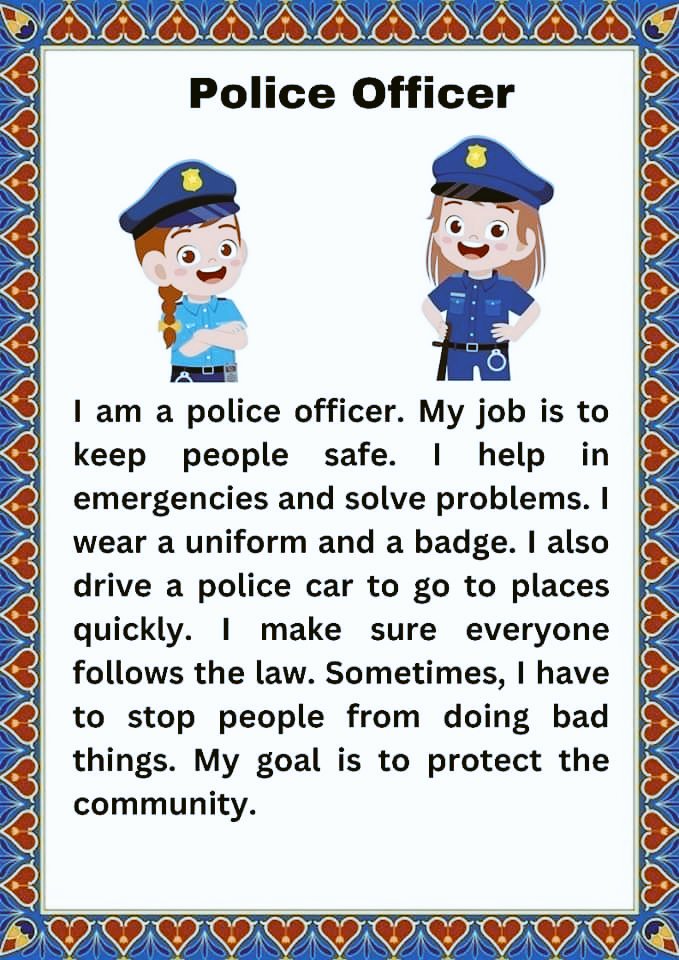 Police Officer
I am a police officer. My job is to
keep people safe. I help in
emergencies and solve problems. I
wear a uniform and a badge. I also
drive a police car to go to places
quickly. I make sure everyone
follows the law. Sometimes, I have
to stop people from doing bad
things. My goal is to protect the
community.